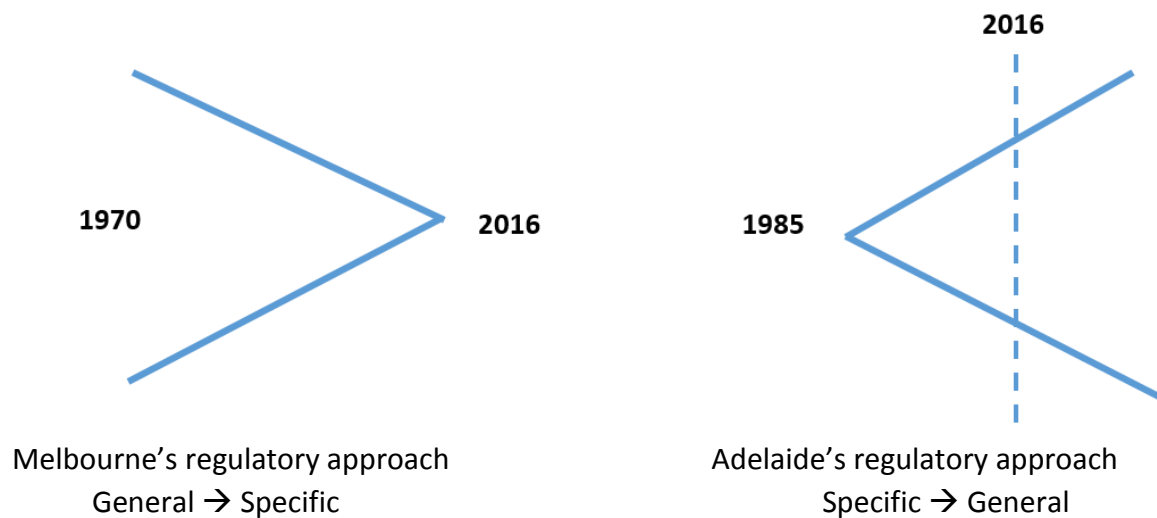 2016
1970
2016
1985
Melbourne’s regulatory approach
General → Specific
Adelaide’s regulatory approach
Specific → General